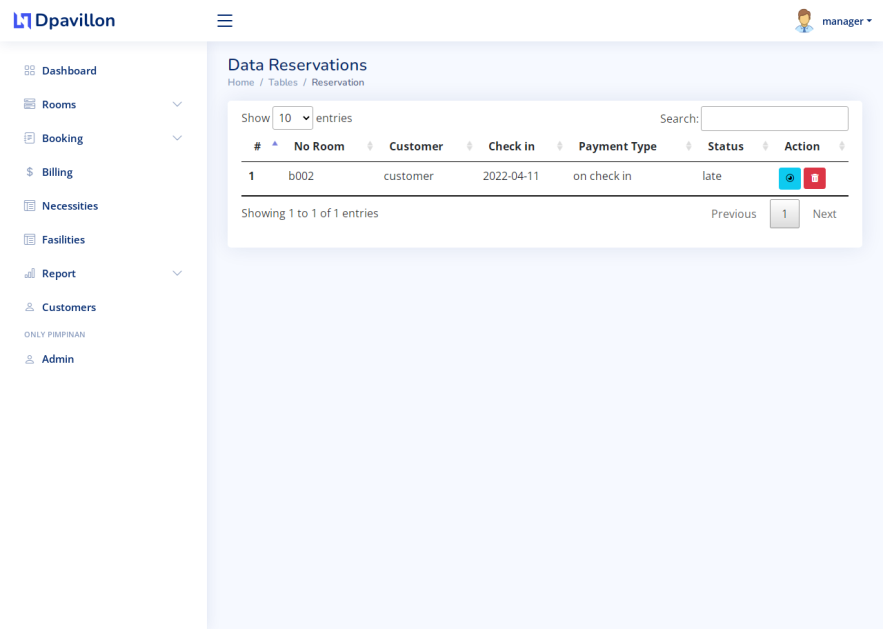 Dpavillon
manager
Dashboard
Rooms
Booking
Billing
Necessities
Fasilities
Report
Customers
ONLY PIMPINAN
Admin
Data Reservations
Home / Tables / Reservation
Show 10 entries
Search:
# No Room Customer Check in Payment Type Status Action
1 b002 customer 2022-04-11 on check in late
Showing 1 to 1 of 1 entries
Previous 1 Next